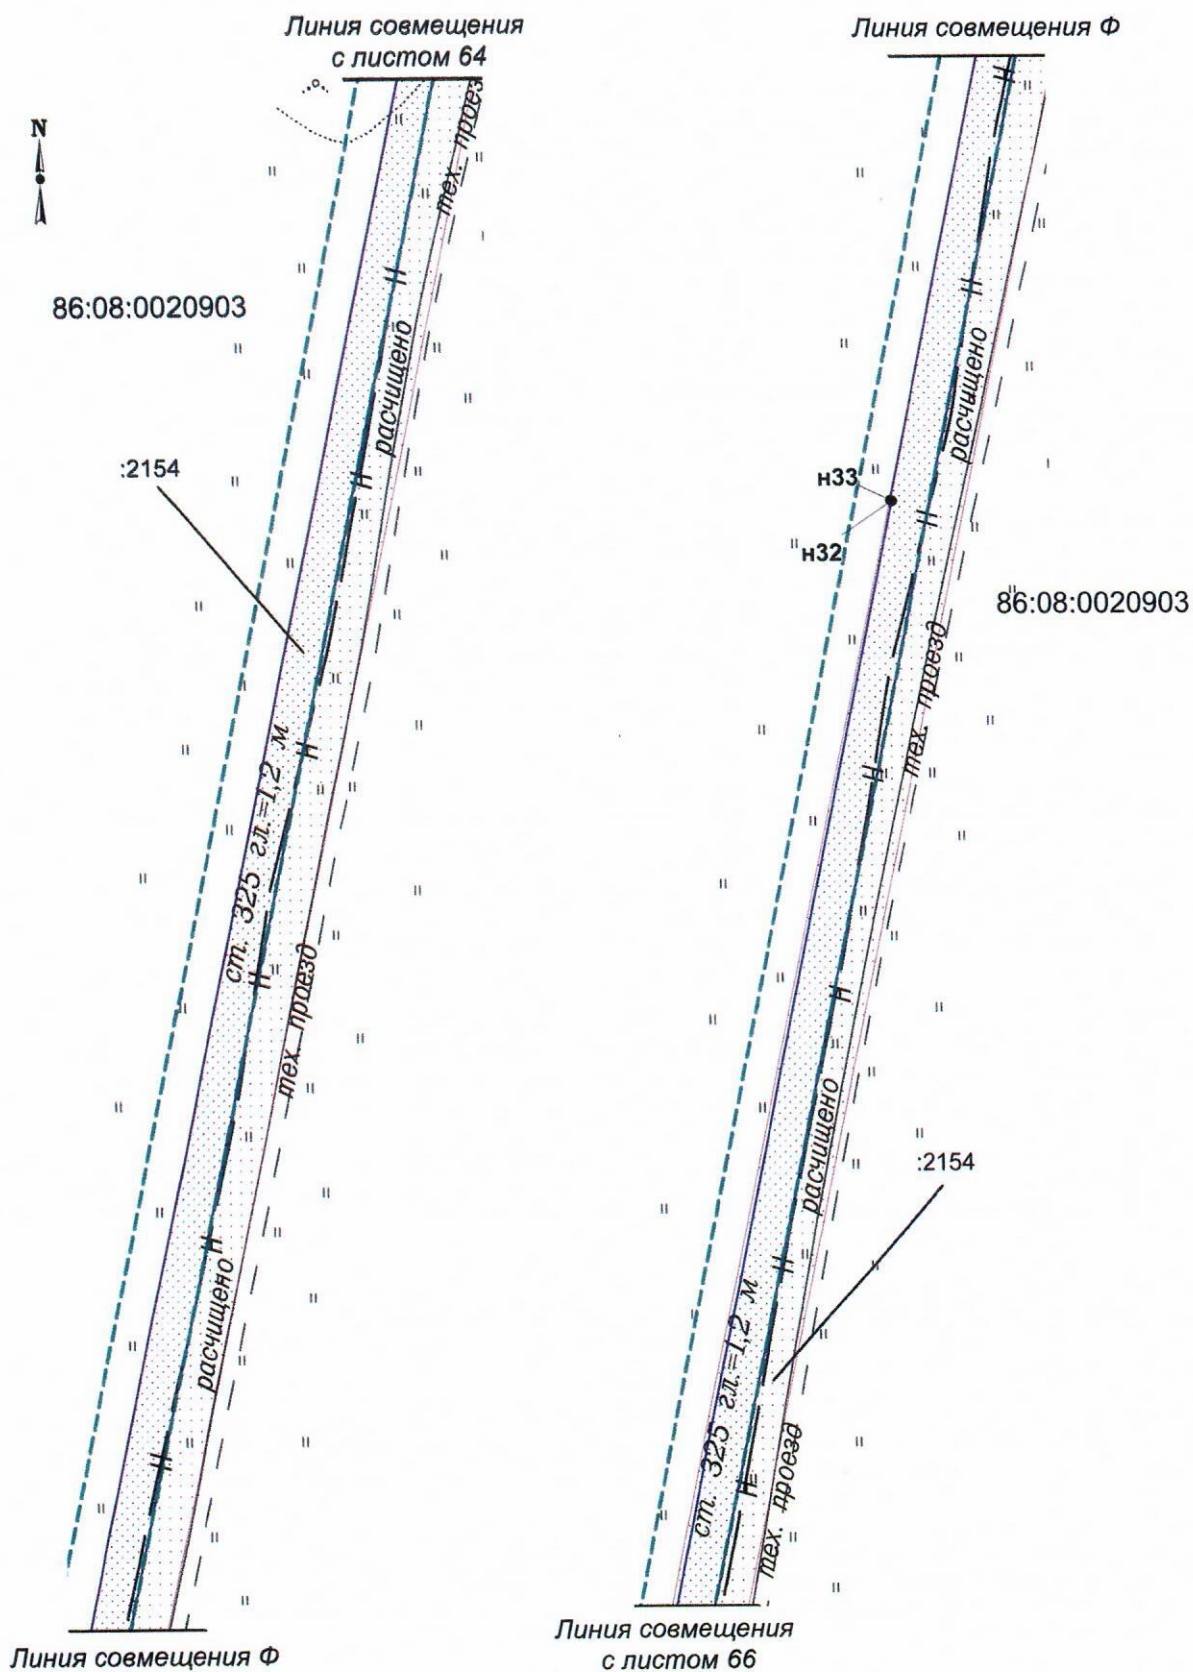 Линия совмещения
с листом 64
N
тех. проезд
86:08:0020903
расчищено
:2154
ст. 325 гл.=1,2 м
тех. проезд
расчищено
Линия совмещения Ф
Линия совмещения Ф
расчищено
н33
н32
86:08:0020903
тех. проезд
расчищено
:2154
ст. 325 гл.=1,2 м
тех. проезд
Линия совмещения
с листом 66